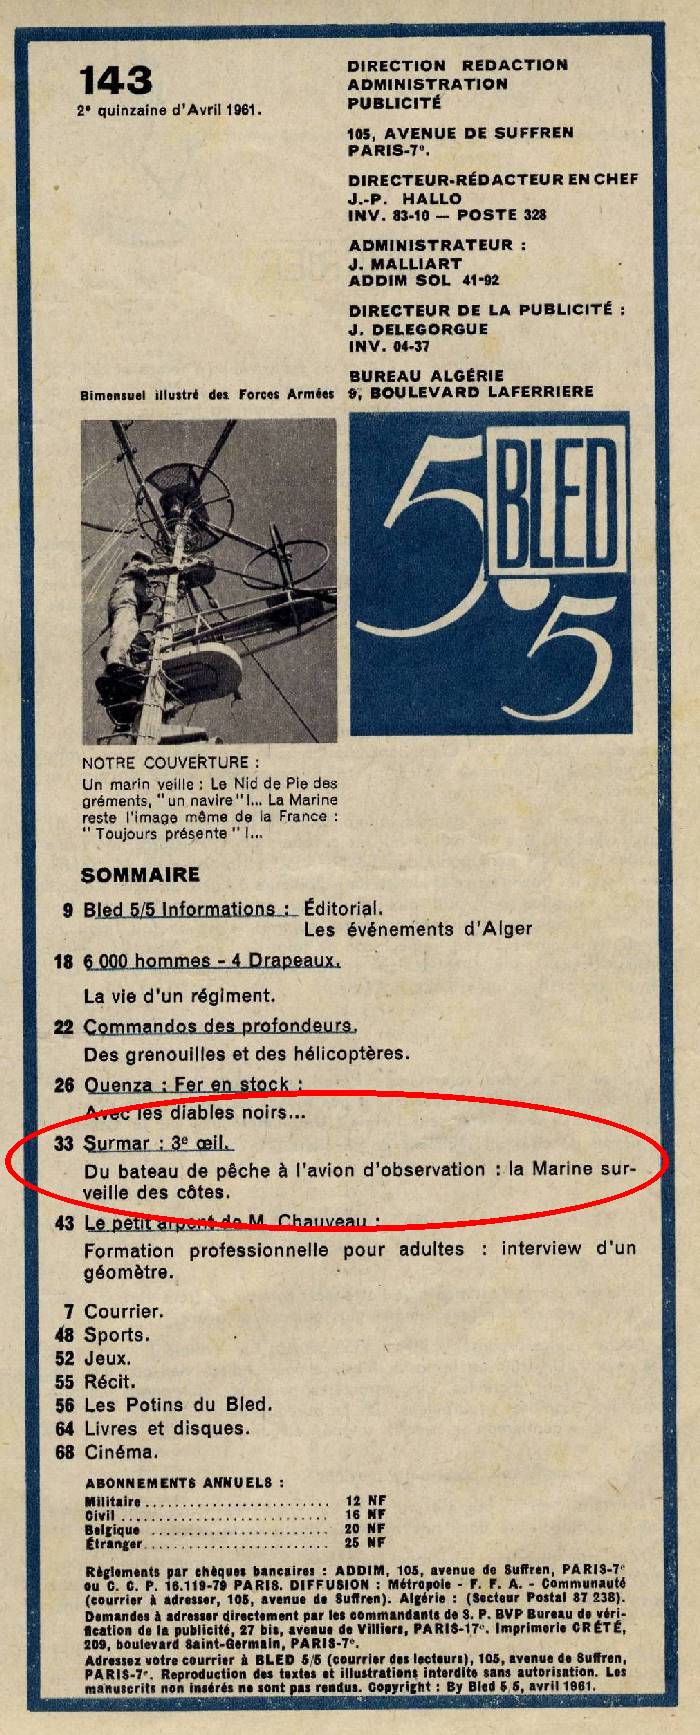 143
2e quinzaine d'Avril 1961.
DIRECTION REDACTION
ADMINISTRATION
PUBLICITÉ
105, AVENUE DE SUFFREN
PARIS-7e.
DIRECTEUR-RÉDACTEUR EN CHEF
J.-P. HALLO
INV. 83-10 — POSTE 328
ADMINISTRATEUR :
J. MALLIART
ADDIM SOL 41-92
DIRECTEUR DE LA PUBLICITÉ :
J. DELEGORGUE
INV. 04-37
BUREAU ALGÉRIE
9, BOULEVARD LAFERRIERE
Bimensuel illustré des Forces Armées
5 BLED
5
NOTRE COUVERTURE :
Un marin veille : Le Nid de Pie des
gréments, "un navire"!... La Marine
reste l'image même de la France :
"Toujours présente"!...
SOMMAIRE
9 Bled 5/5 Informations : Éditorial.
Les événements d'Alger
18 6 000 hommes - 4 Drapeaux.
La vie d'un régiment.
22 Commandos des profondeurs.
Des grenouilles et des hélicoptères.
26 Ouenza : Fer en stock :
Avec les diables noirs...
33 Surmar : 3e œil.
Du bateau de pêche à l'avion d'observation : la Marine sur-
veille des côtes.
43 Le petit arpent de M. Chauveau :
Formation professionnelle pour adultes : interview d'un
géomètre.
7 Courrier.
48 Sports.
52 Jeux.
55 Récit.
56 Les Potins du Bled.
64 Livres et disques.
68 Cinéma.
ABONNEMENTS ANNUELS :
Militaire ........................ 12 NF
Civil ........................ 16 NF
Belgique ........................ 20 NF
Étranger ........................ 25 NF
Règlements par chèques bancaires : ADDIM, 105, avenue de Suffren, PARIS-7e
ou C. C. P. 16.119-79 PARIS. DIFFUSION : Métropole - F. F. A. - Communauté
(courrier à adresser, 105, avenue de Suffren). Algérie : (Secteur Postal 87 238).
Demandes à adresser directement par les commandants de S. P. BVP Bureau de véri-
fication de la publicité, 27 bis, avenue de Villiers, PARIS-17e. Imprimerie CRÉTÉ,
209, boulevard Saint-Germain, PARIS-7e.
Adressez votre courrier à BLED 5/5 (courrier des lecteurs), 105, avenue de Suffren,
PARIS-7e. Reproduction des textes et illustrations interdite sans autorisation. Les
manuscrits non insérés ne sont pas rendus. Copyright : By Bled 5 5, avril 1961.